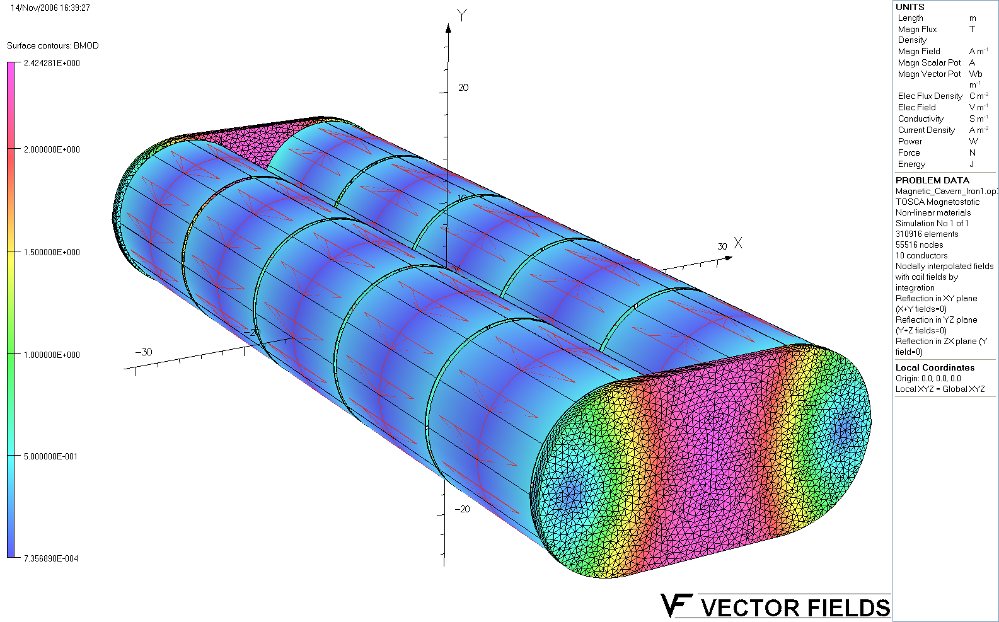 14/Nov/2006 16:39:27
Surface contours: BMOD
2.424281E+000
2.000000E+000
1.500000E+000
1.000000E+000
5.000000E-001
7.356890E-004
Y
20
10
30 X
-20
-30
-20
VECTOR FIELDS
UNITS
Length m
Magn Flux T
Density
Magn Field A m-1
Magn Scalar Pot A
Magn Vector Pot Wb
m-1
Elec Flux Density C m-2
Elec Field V m-1
Conductivity S m-1
Current Density A m-2
Power W
Force N
Energy J
PROBLEM DATA
Magnetic_Cavern_Iron1.op3
TOSCA Magnetostatic
Non-linear materials
Simulation No 1 of 1
310916 elements
55516 nodes
10 conductors
Nodally interpolated fields
with coil fields by
integration
Reflection in XY plane
(X+Y fields=0)
Reflection in YZ plane
(Y+Z fields=0)
Reflection in ZX plane (Y
field=0)
Local Coordinates
Origin: 0.0, 0.0, 0.0
Local XYZ = Global XYZ